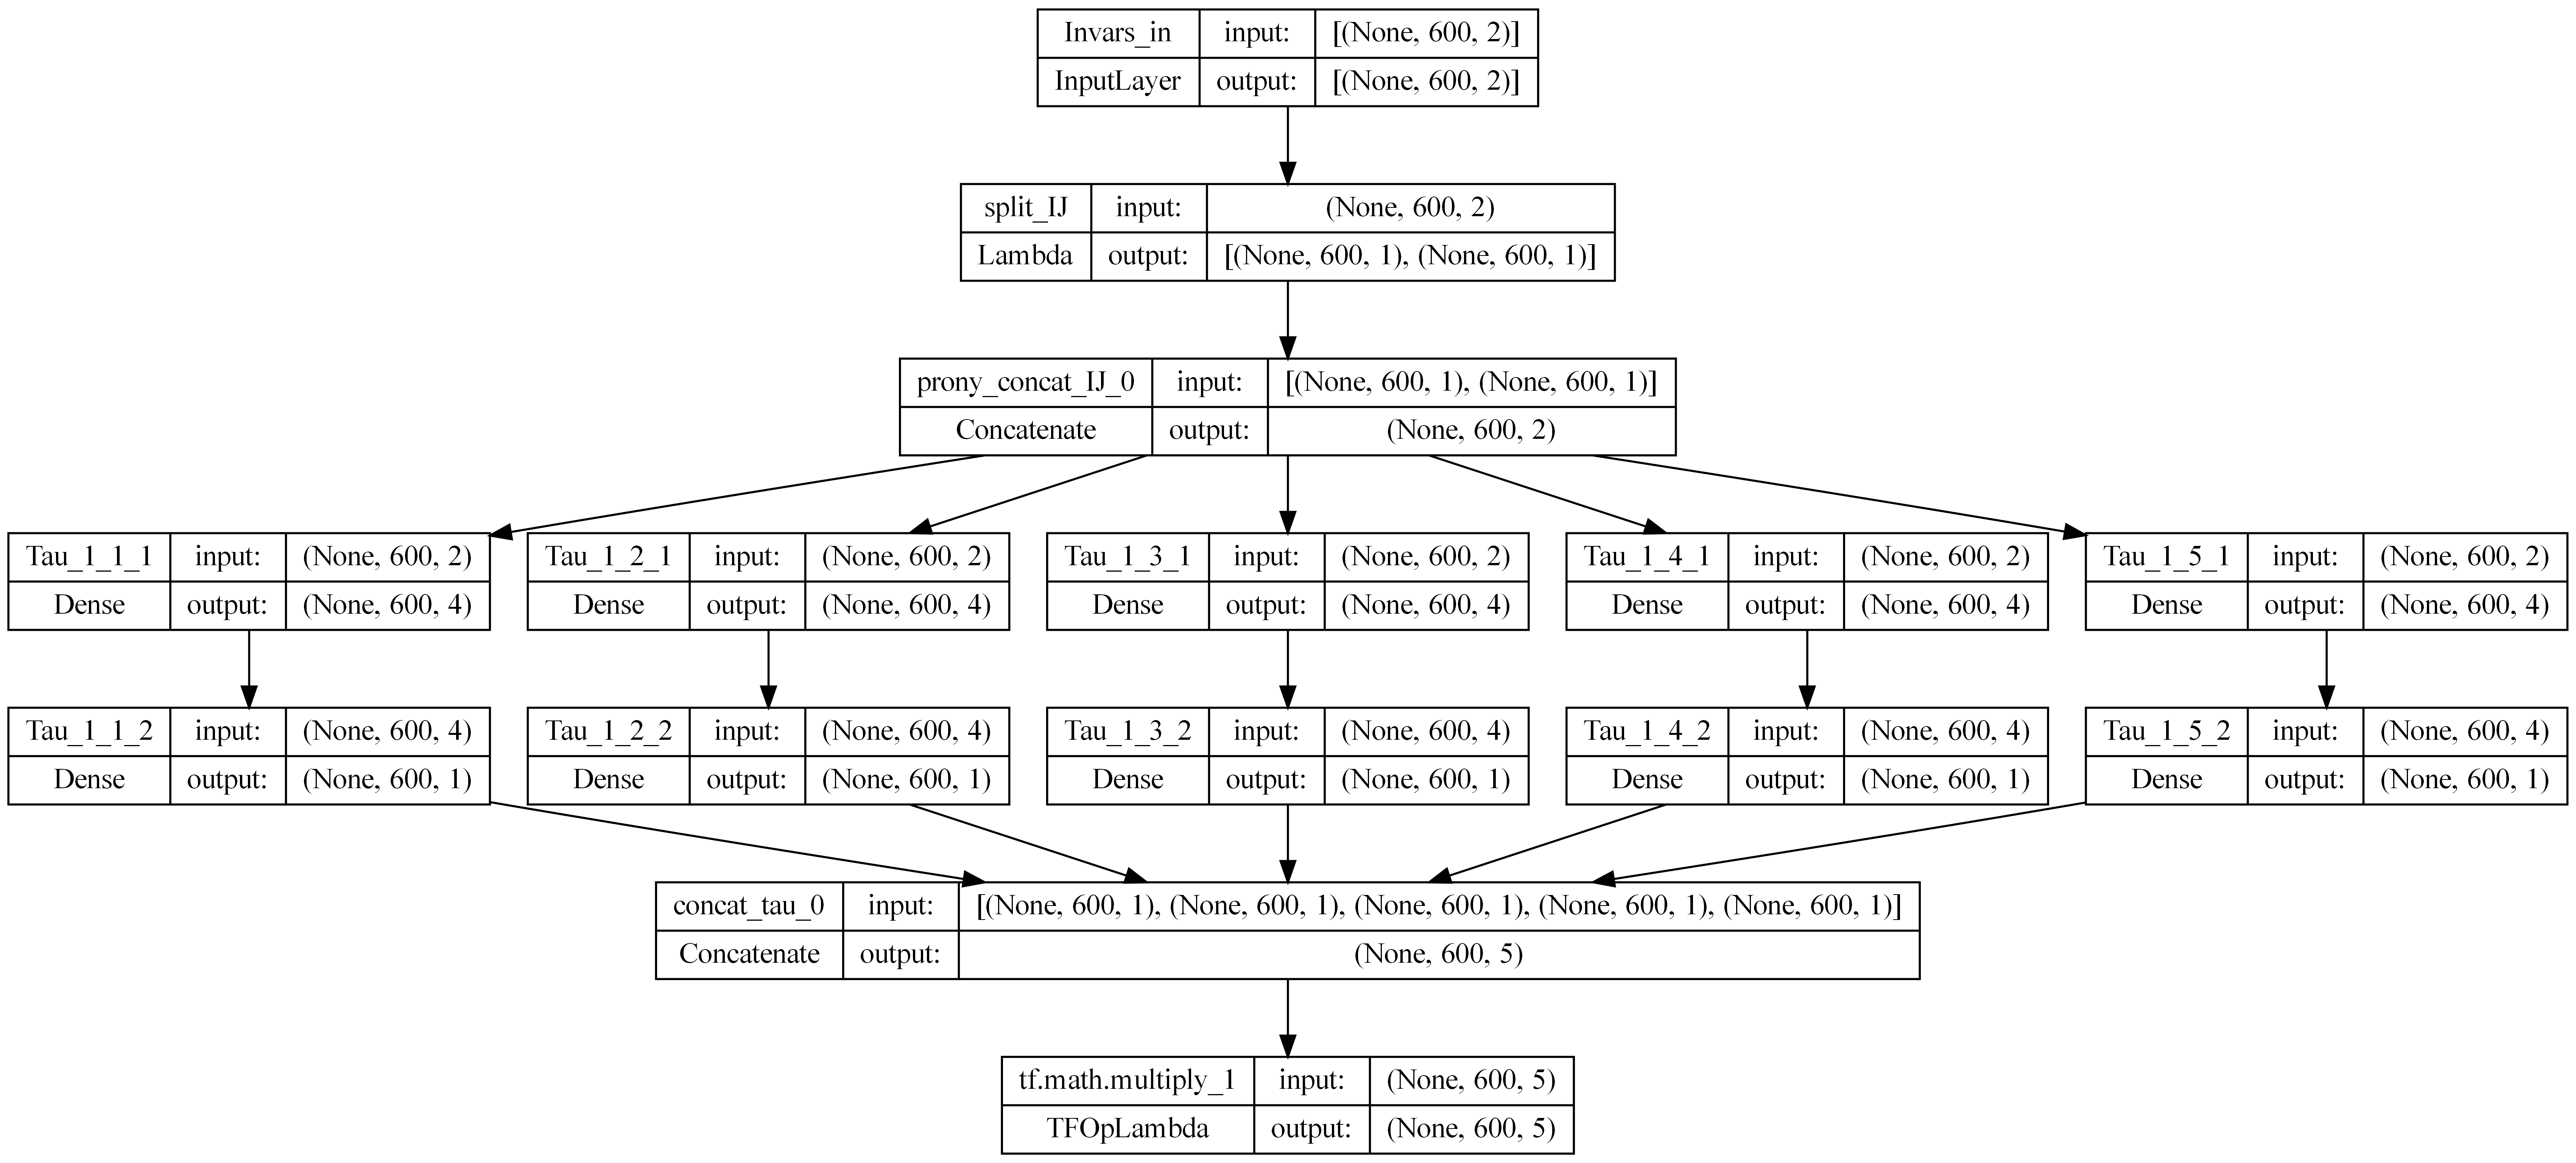 Invars_in input: [(None, 600, 2)]
InputLayer output: [(None, 600, 2)]
split_IJ input: (None, 600, 2)
Lambda output: [(None, 600, 1), (None, 600, 1)]
prony_concat_IJ_0 input: [(None, 600, 1), (None, 600, 1)]
Concatenate output: (None, 600, 2)
Tau_1_1_1 input: (None, 600, 2)
Dense output: (None, 600, 4)
Tau_1_2_1 input: (None, 600, 2)
Dense output: (None, 600, 4)
Tau_1_3_1 input: (None, 600, 2)
Dense output: (None, 600, 4)
Tau_1_4_1 input: (None, 600, 2)
Dense output: (None, 600, 4)
Tau_1_5_1 input: (None, 600, 2)
Dense output: (None, 600, 4)
Tau_1_1_2 input: (None, 600, 4)
Dense output: (None, 600, 1)
Tau_1_2_2 input: (None, 600, 4)
Dense output: (None, 600, 1)
Tau_1_3_2 input: (None, 600, 4)
Dense output: (None, 600, 1)
Tau_1_4_2 input: (None, 600, 4)
Dense output: (None, 600, 1)
Tau_1_5_2 input: (None, 600, 4)
Dense output: (None, 600, 1)
concat_tau_0 input: [(None, 600, 1), (None, 600, 1), (None, 600, 1), (None, 600, 1), (None, 600, 1)]
Concatenate output: (None, 600, 5)
tf.math.multiply_1 input: (None, 600, 5)
TFOpLambda output: (None, 600, 5)